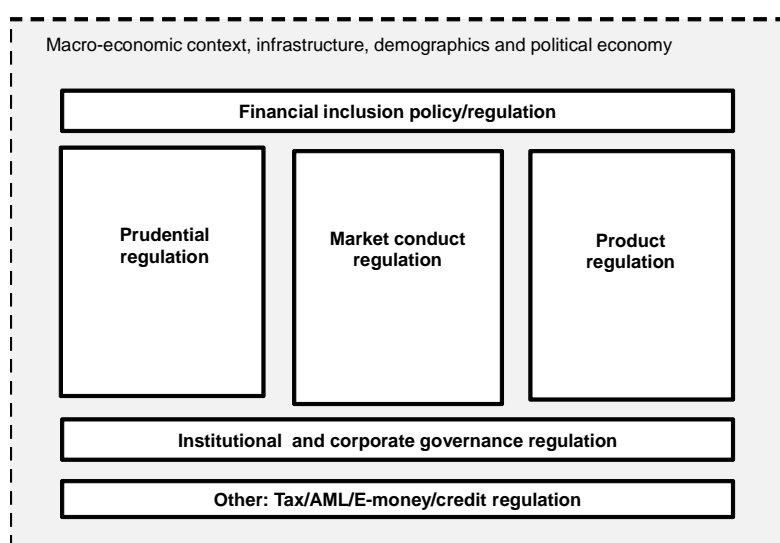 Macro-economic context, infrastructure, demographics and political economy
Financial inclusion policy/regulation
Prudential
regulation
Market conduct
regulation
Product
regulation
Institutional and corporate governance regulation
Other: Tax/AML/E-money/credit regulation